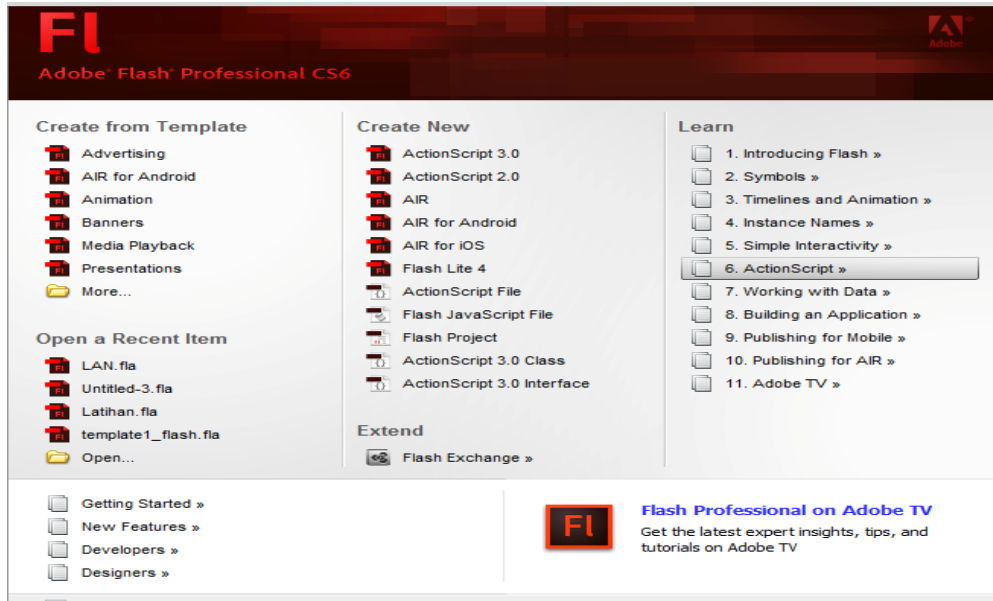 Fl
Adobe
Adobe® Flash® Professional CS6
Create from Template
Advertising
AIR for Android
Animation
Banners
Media Playback
Presentations
More...
Open a Recent Item
LAN.fla
Untitled-3.fla
Latihan.fla
template1_flash.fla
Open...
Create New
ActionScript 3.0
ActionScript 2.0
AIR
AIR for Android
AIR for iOS
Flash Lite 4
ActionScript File
Flash JavaScript File
Flash Project
ActionScript 3.0 Class
ActionScript 3.0 Interface
Extend
Flash Exchange »
Learn
1. Introducing Flash »
2. Symbols »
3. Timelines and Animation »
4. Instance Names »
5. Simple Interactivity »
6. ActionScript »
7. Working with Data »
8. Building an Application »
9. Publishing for Mobile »
10. Publishing for AIR »
11. Adobe TV »
Getting Started »
New Features »
Developers »
Designers »
Fl
Flash Professional on Adobe TV
Get the latest expert insights, tips, and
tutorials on Adobe TV